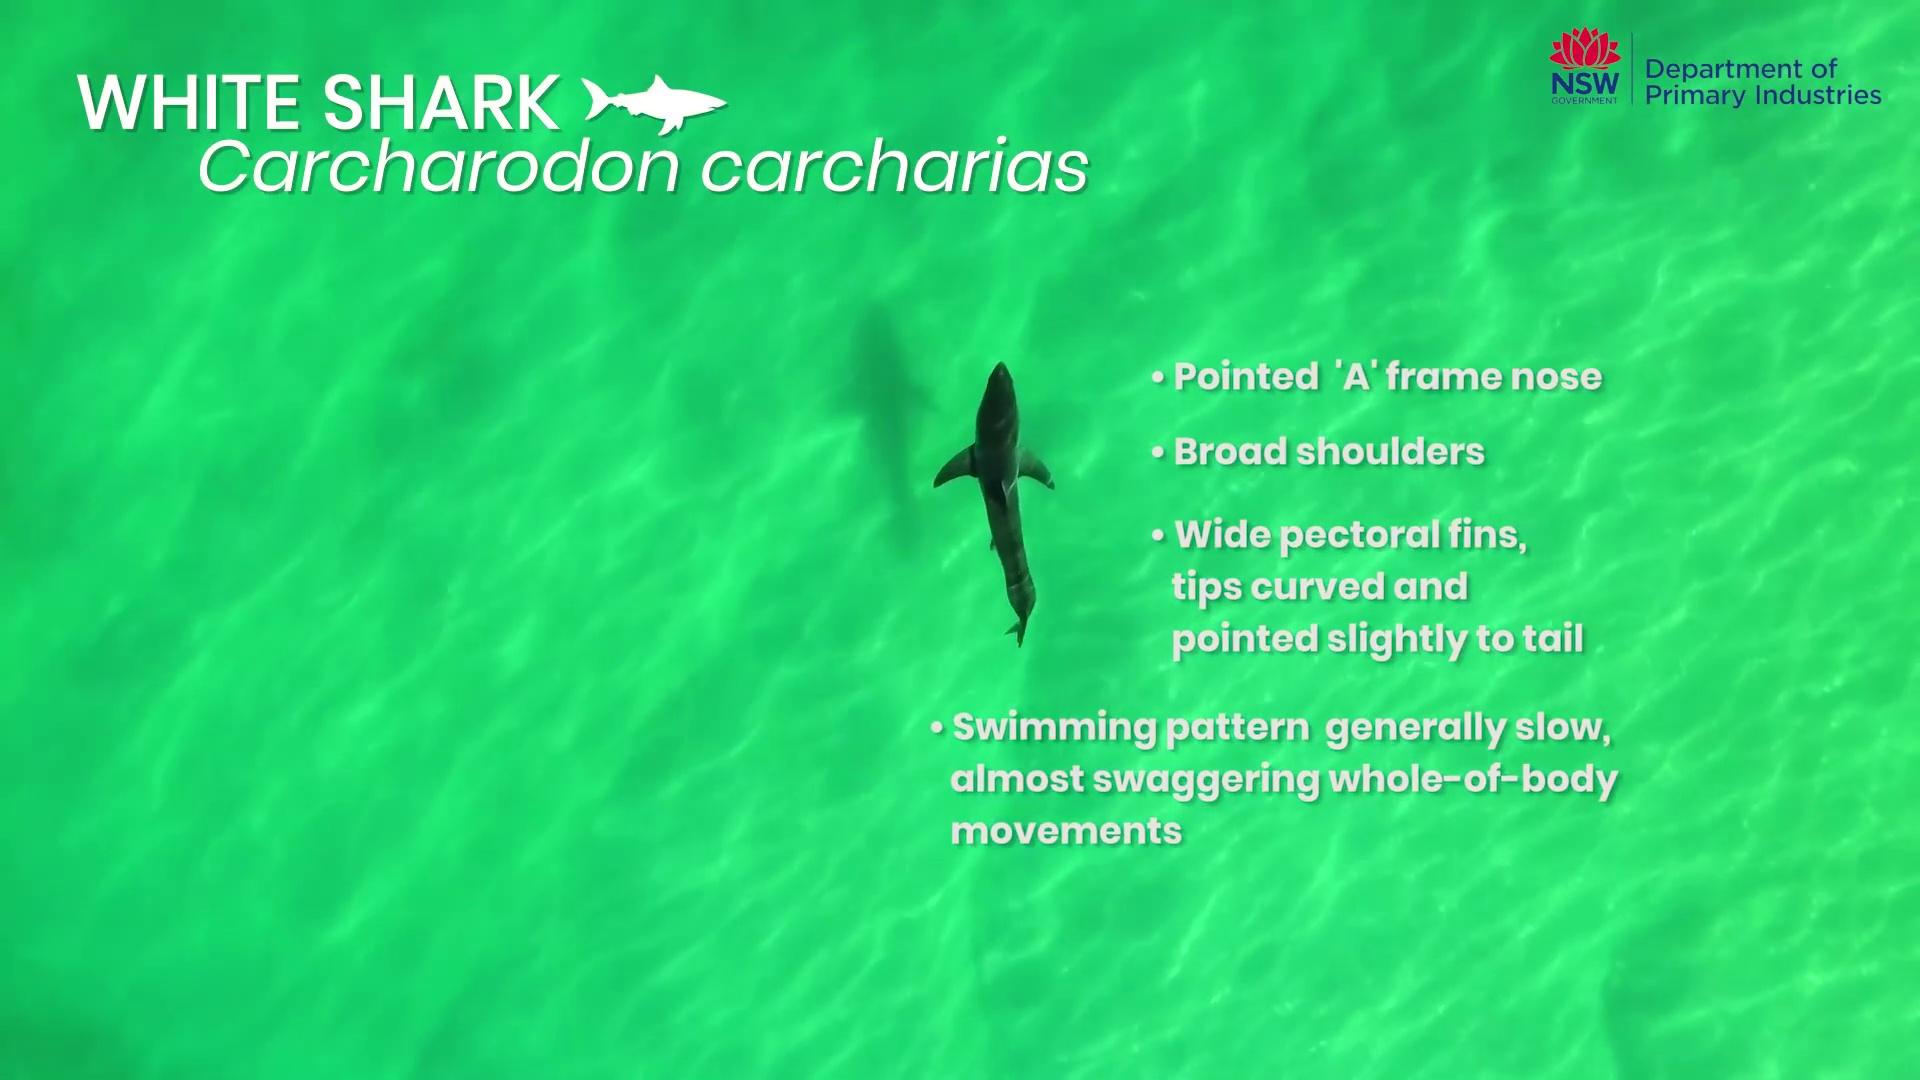 WHITE SHARK
Carcharodon carcharias
NSW
GOVERNMENT
Department of
Primary Industries
• Pointed 'A' frame nose
• Broad shoulders
• Wide pectoral fins,
tips curved and
pointed slightly to tail
• Swimming pattern generally slow,
almost swaggering whole-of-body
movements